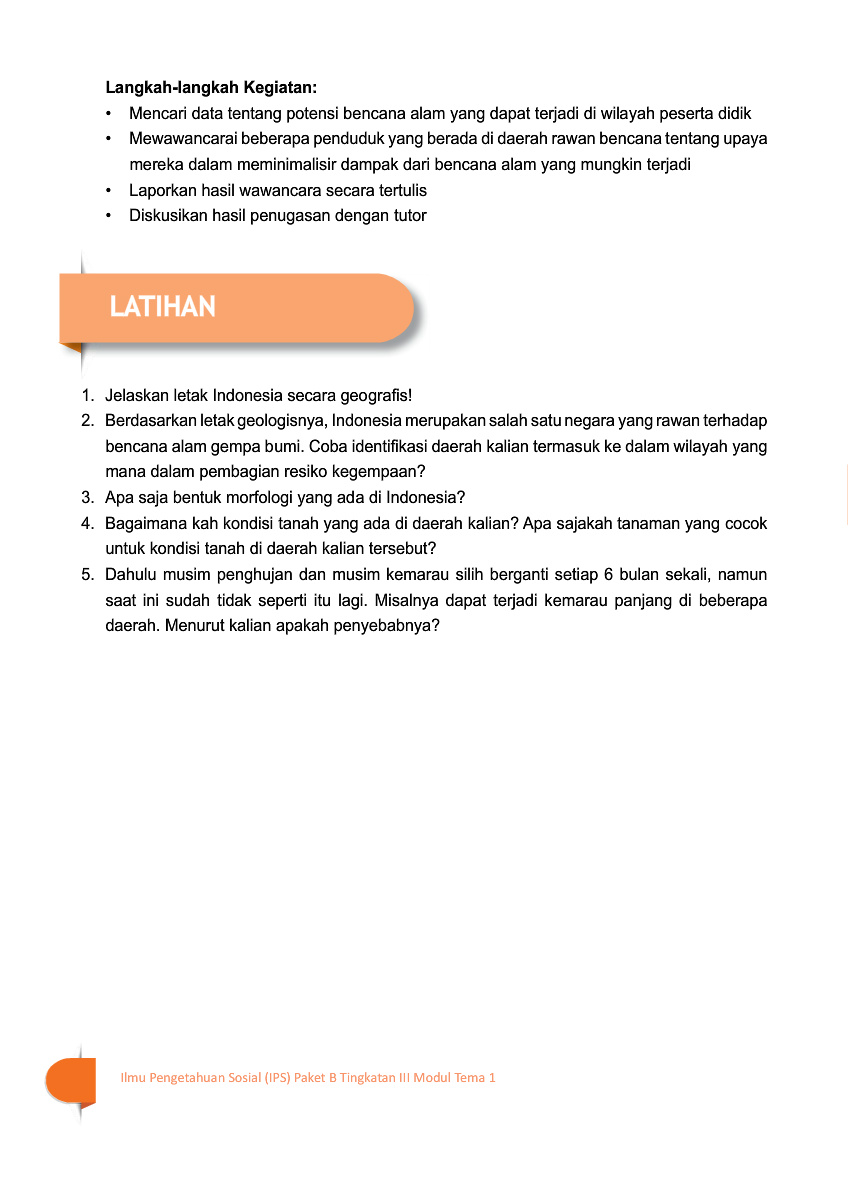 Langkah-langkah Kegiatan:
• Mencari data tentang potensi bencana alam yang dapat terjadi di wilayah peserta didik
• Mewawancarai beberapa penduduk yang berada di daerah rawan bencana tentang upaya
mereka dalam meminimalisir dampak dari bencana alam yang mungkin terjadi
• Laporkan hasil wawancara secara tertulis
• Diskusikan hasil penugasan dengan tutor
LATIHAN
1. Jelaskan letak Indonesia secara geografis!
2. Berdasarkan letak geologisnya, Indonesia merupakan salah satu negara yang rawan terhadap
bencana alam gempa bumi. Coba identifikasi daerah kalian termasuk ke dalam wilayah yang
mana dalam pembagian resiko kegempaan?
3. Apa saja bentuk morfologi yang ada di Indonesia?
4. Bagaimana kah kondisi tanah yang ada di daerah kalian? Apa sajakah tanaman yang cocok
untuk kondisi tanah di daerah kalian tersebut?
5. Dahulu musim penghujan dan musim kemarau silih berganti setiap 6 bulan sekali, namun
saat ini sudah tidak seperti itu lagi. Misalnya dapat terjadi kemarau panjang di beberapa
daerah. Menurut kalian apakah penyebabnya?
Ilmu Pengetahuan Sosial (IPS) Paket B Tingkatan III Modul Tema 1